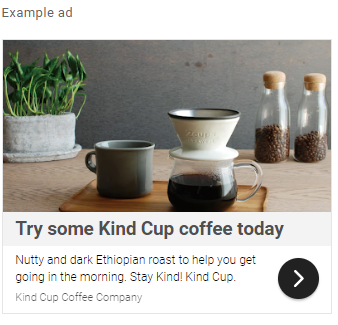 Example ad
Try some Kind Cup coffee today
Nutty and dark Ethiopian roast to help you get
going in the morning. Stay Kind! Kind Cup.
Kind Cup Coffee Company